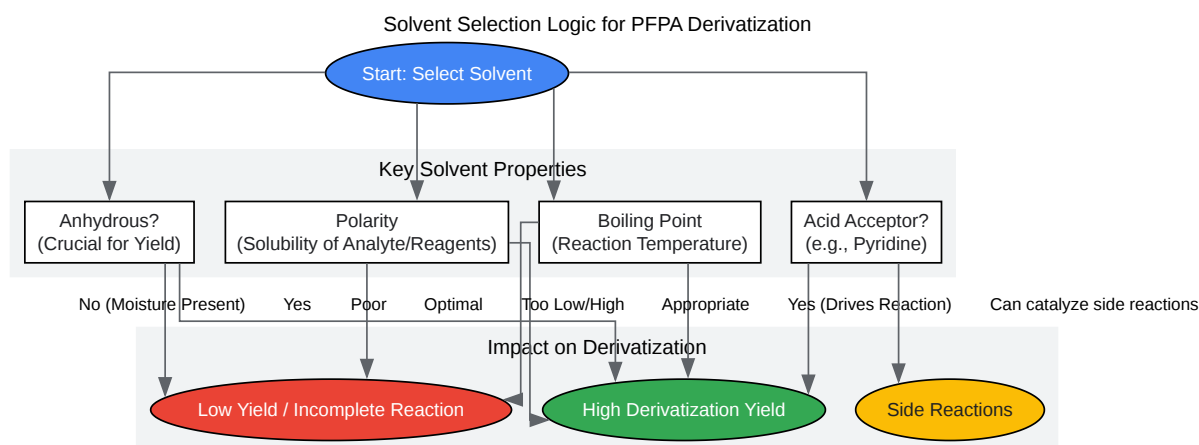 Solvent Selection Logic for PFPA Derivatization
Start: Select Solvent
Key Solvent Properties
Anhydrous?
(Crucial for Yield)
Polarity
(Solubility of Analyte/Reagents)
Boiling Point
(Reaction Temperature)
Acid Acceptor?
(e.g., Pyridine)
No (Moisture Present)
Yes
Poor
Optimal
Too Low/High
Appropriate
Yes (Drives Reaction)
Can catalyze side reactions
Impact on Derivatization
Low Yield / Incomplete Reaction
High Derivatization Yield
Side Reactions